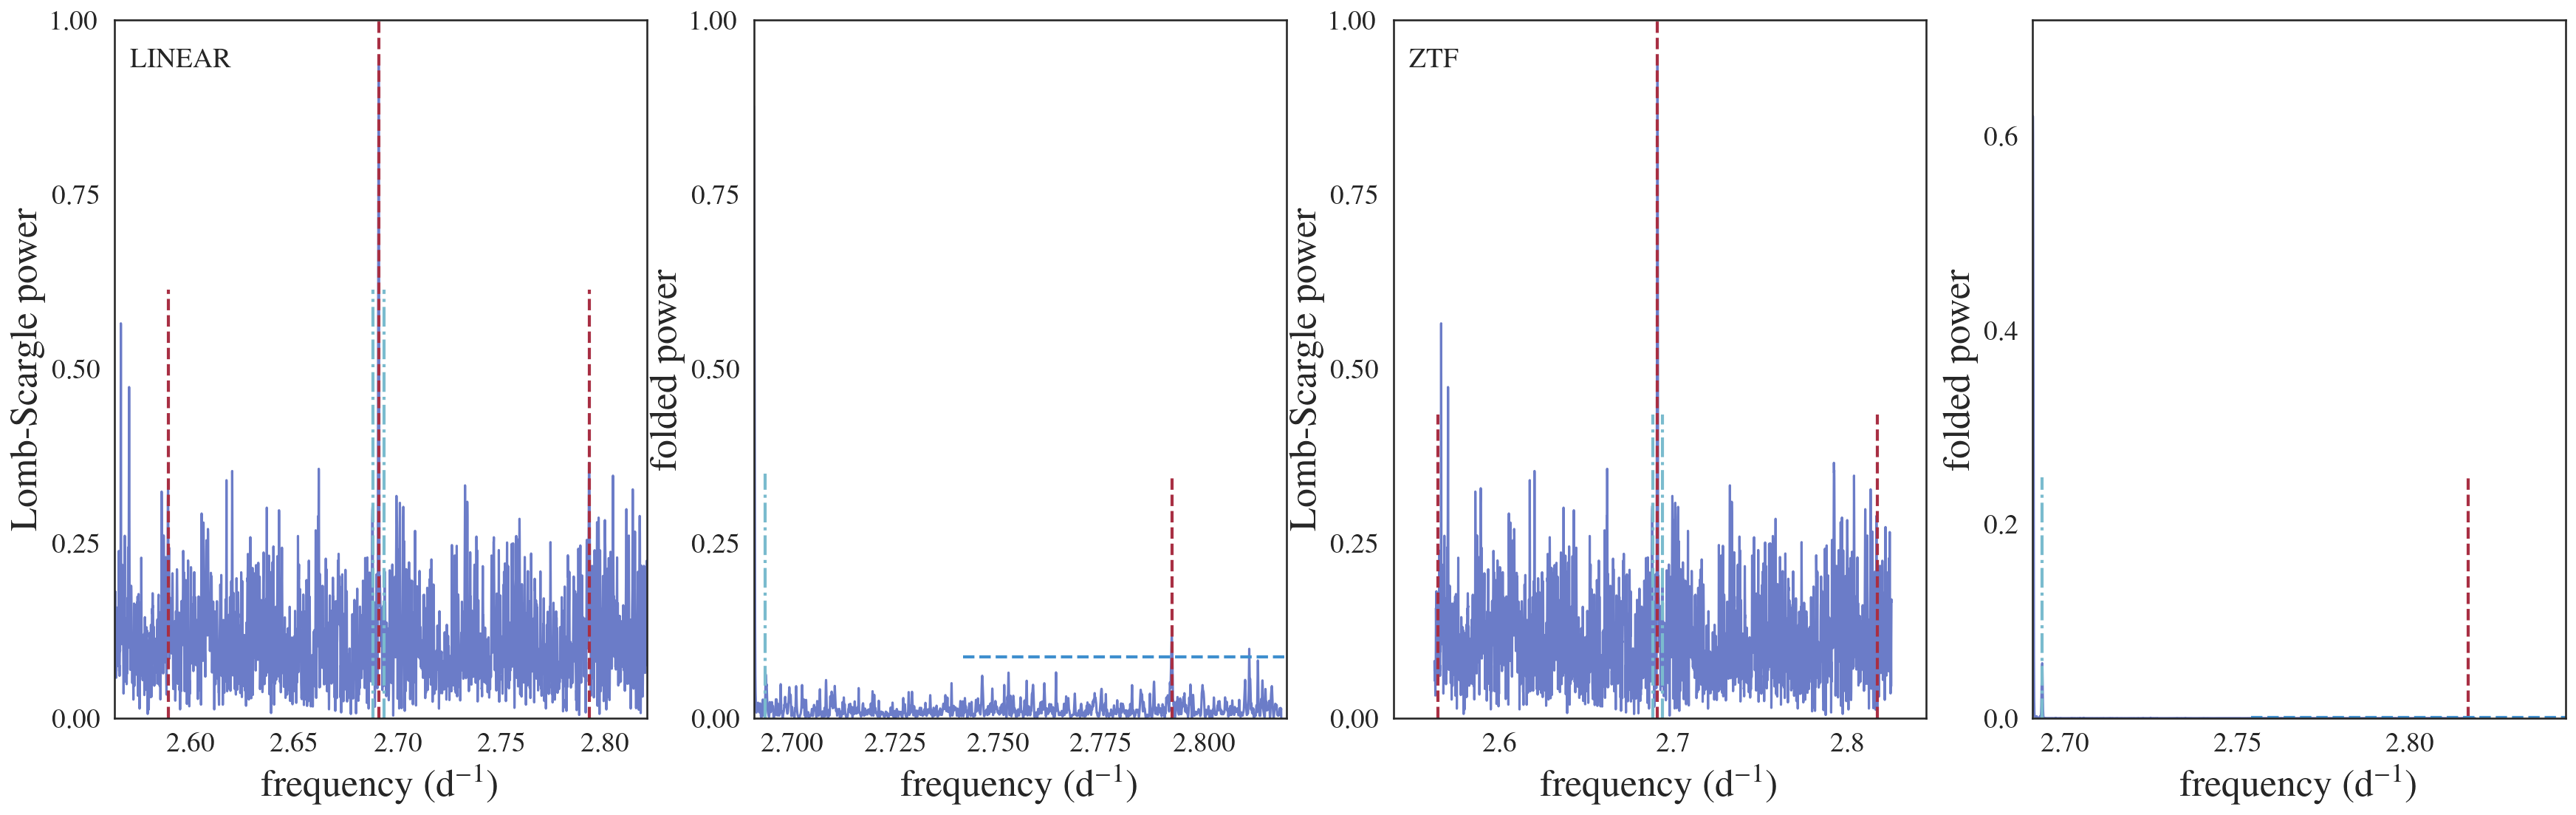 LINEAR
Lomb-Scargle power
1.00
0.75
0.50
0.25
0.00
2.60 2.65 2.70 2.75 2.80
frequency (d⁻¹)
folded power
1.00
0.75
0.50
0.25
0.00
2.700 2.725 2.750 2.775 2.800
frequency (d⁻¹)
ZTF
Lomb-Scargle power
1.00
0.75
0.50
0.25
0.00
2.6 2.7 2.8
frequency (d⁻¹)
folded power
0.6
0.4
0.2
0.0
2.70 2.75 2.80
frequency (d⁻¹)